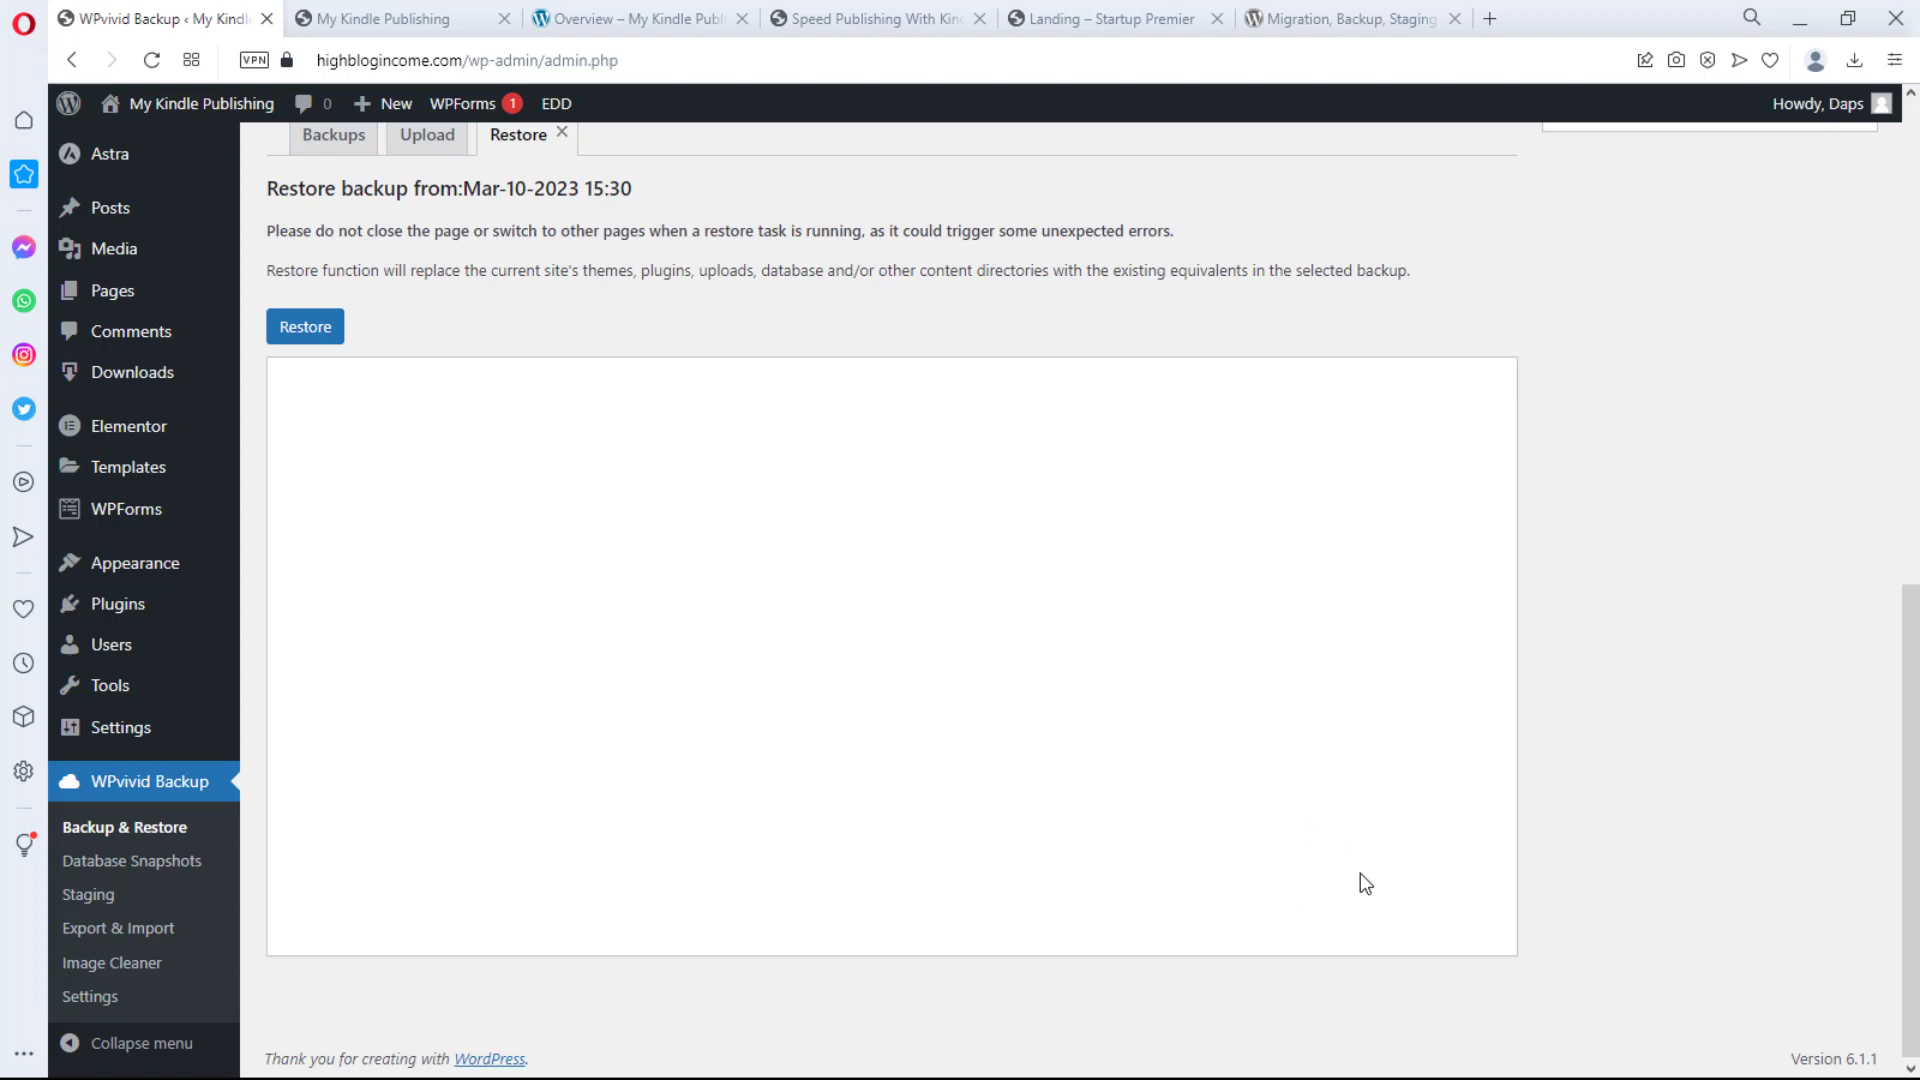 WPvivid Backup ‹ My Kindl
My Kindle Publishing
Overview – My Kindle Publ
Speed Publishing With Kin
Landing – Startup Premier
Migration, Backup, Staging
VPN
highblogincome.com/wp-admin/admin.php
My Kindle Publishing
0
New
WPForms 1
EDD
Howdy, Daps
Astra
Posts
Media
Pages
Comments
Downloads
Elementor
Templates
WPForms
Appearance
Plugins
Users
Tools
Settings
WPvivid Backup
Backup & Restore
Database Snapshots
Staging
Export & Import
Image Cleaner
Settings
Collapse menu
Backups
Upload
Restore
Restore backup from:Mar-10-2023 15:30
Please do not close the page or switch to other pages when a restore task is running, as it could trigger some unexpected errors.
Restore function will replace the current site's themes, plugins, uploads, database and/or other content directories with the existing equivalents in the selected backup.
Restore
Thank you for creating with WordPress.
Version 6.1.1